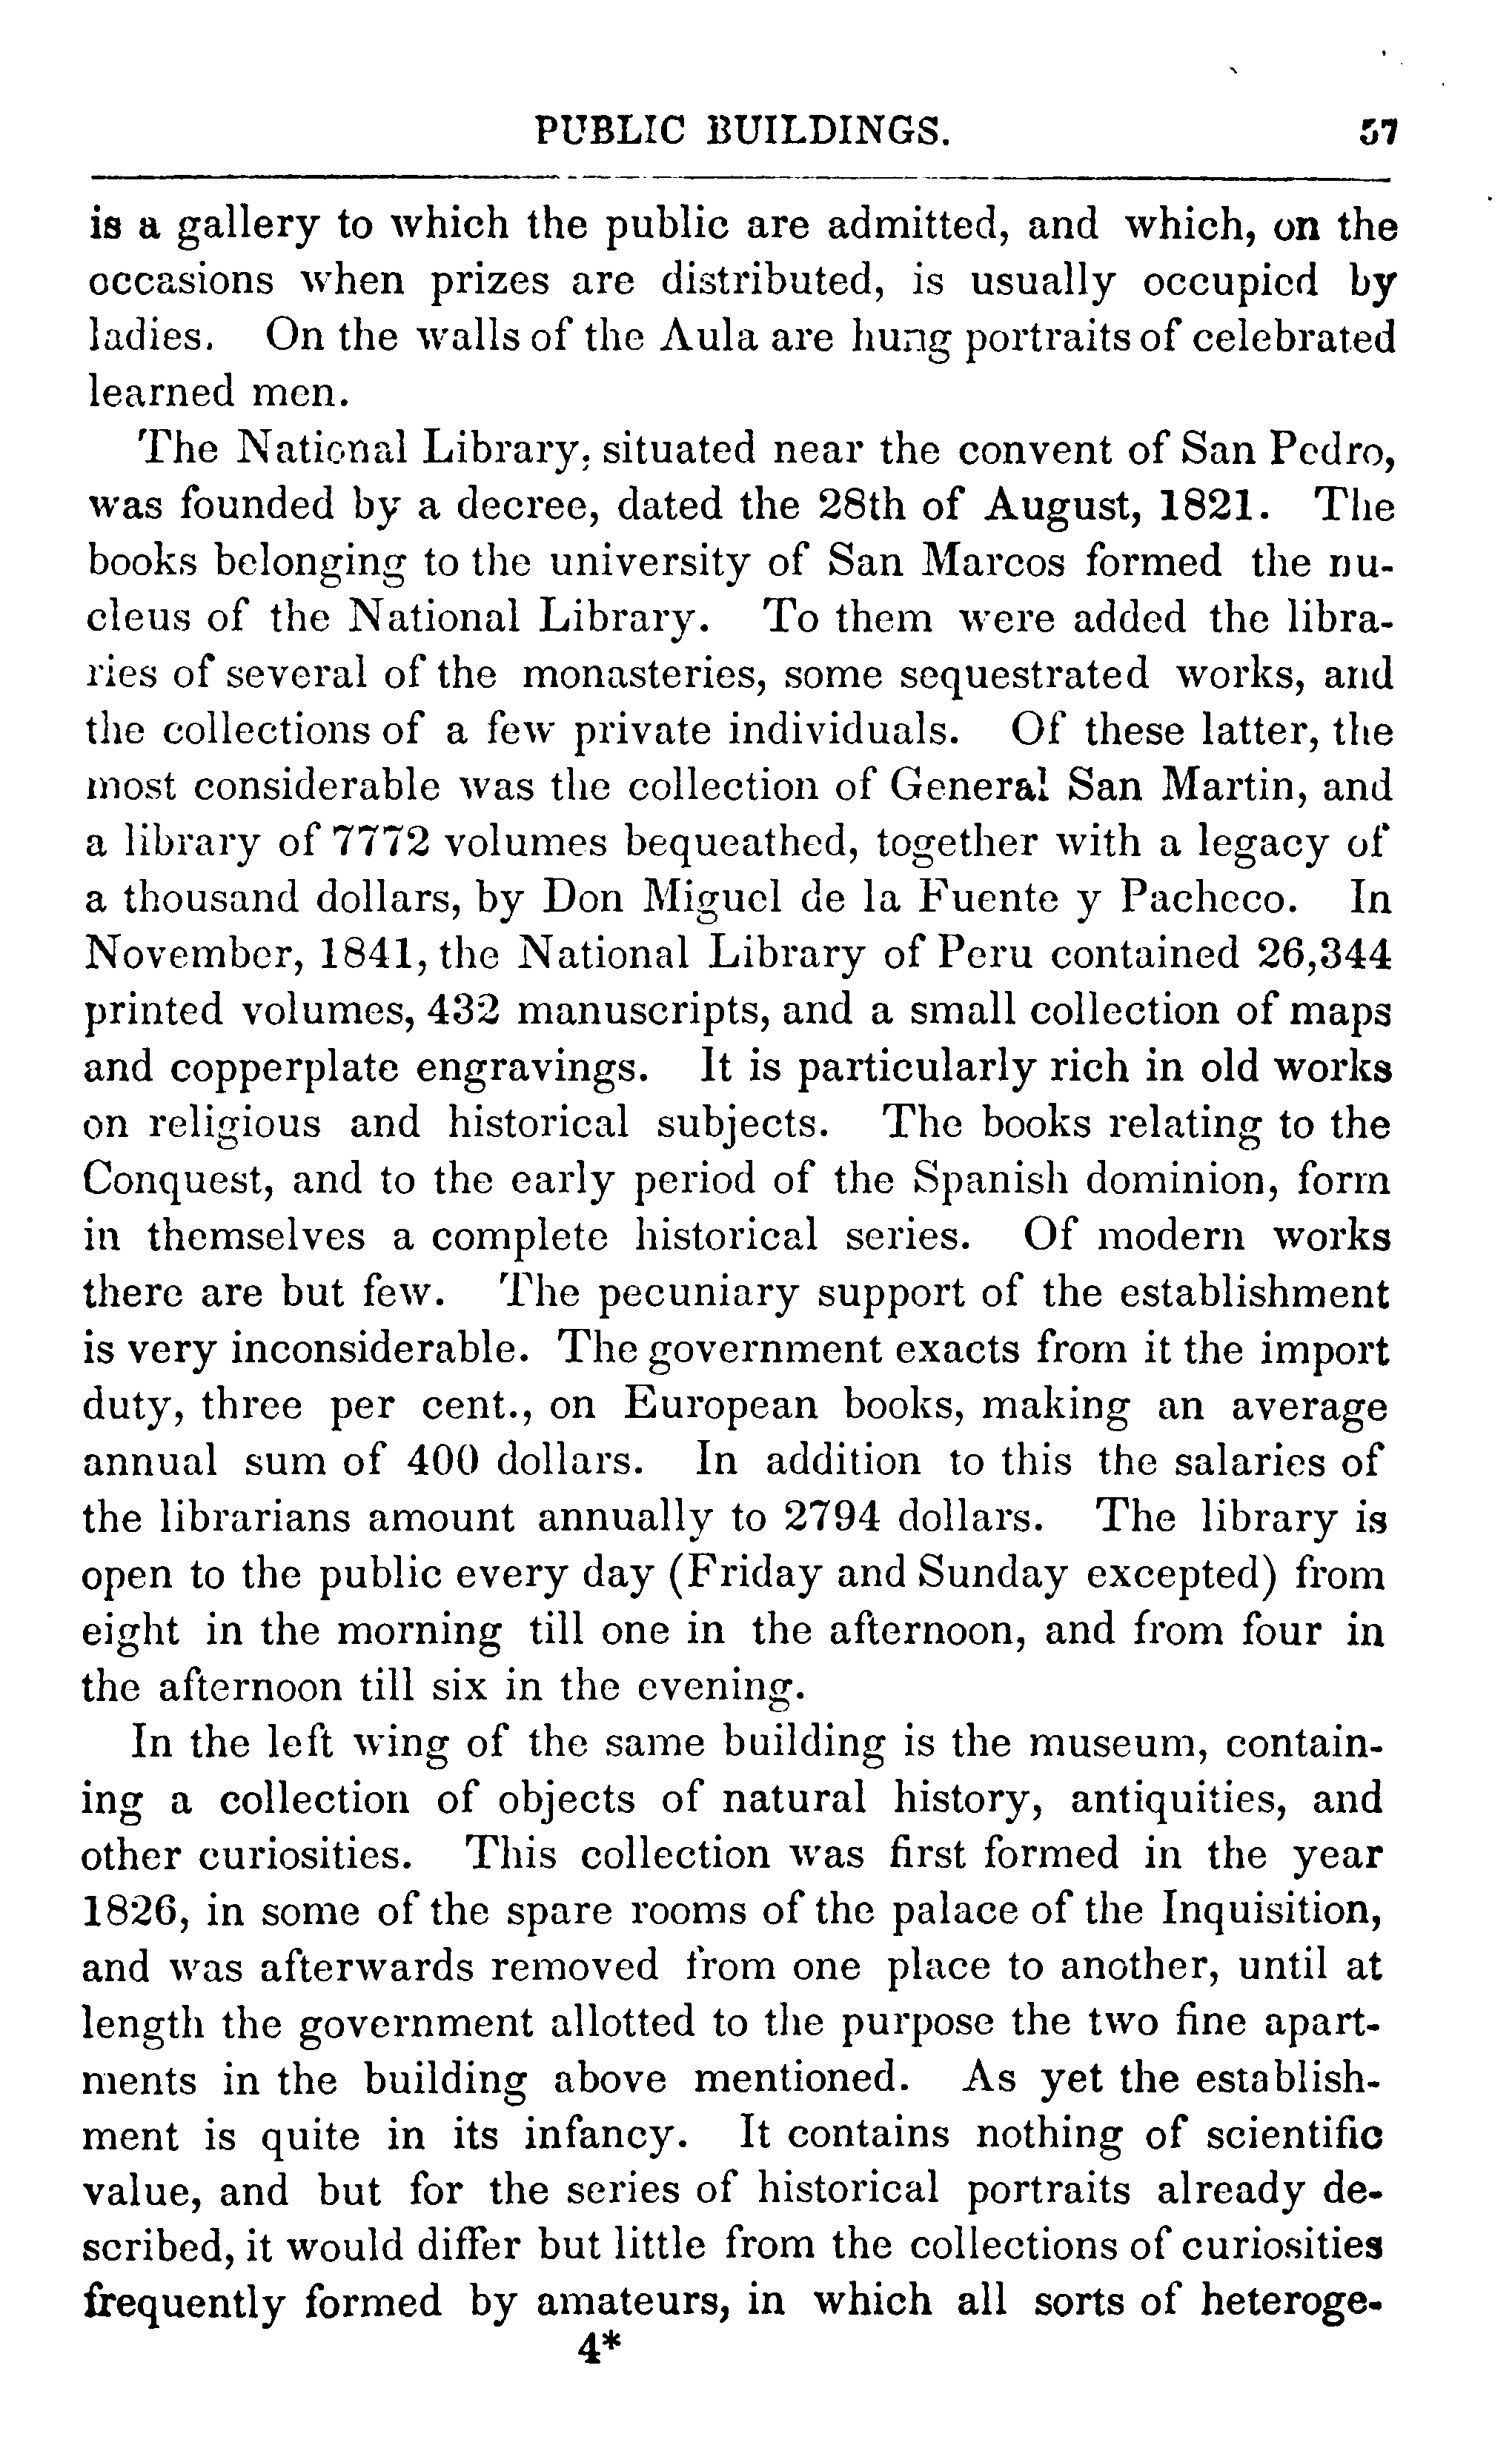 PUBLIC BUILDINGS. 57
is a gallery to which the public are admitted, and which, on the
occasions when prizes are distributed, is usually occupied by
ladies. On the walls of the Aula are hung portraits of celebrated
learned men.
The National Library, situated near the convent of San Pedro,
was founded by a decree, dated the 28th of August, 1821. The
books belonging to the university of San Marcos formed the nu-
cleus of the National Library. To them were added the libra-
ries of several of the monasteries, some sequestrated works, and
the collections of a few private individuals. Of these latter, the
most considerable was the collection of General San Martin, and
a library of 7772 volumes bequeathed, together with a legacy of
a thousand dollars, by Don Miguel de la Fuente y Pacheco. In
November, 1841, the National Library of Peru contained 26,344
printed volumes, 432 manuscripts, and a small collection of maps
and copperplate engravings. It is particularly rich in old works
on religious and historical subjects. The books relating to the
Conquest, and to the early period of the Spanish dominion, form
in themselves a complete historical series. Of modern works
there are but few. The pecuniary support of the establishment
is very inconsiderable. The government exacts from it the import
duty, three per cent., on European books, making an average
annual sum of 400 dollars. In addition to this the salaries of
the librarians amount annually to 2794 dollars. The library is
open to the public every day (Friday and Sunday excepted) from
eight in the morning till one in the afternoon, and from four in
the afternoon till six in the evening.
In the left wing of the same building is the museum, contain-
ing a collection of objects of natural history, antiquities, and
other curiosities. This collection was first formed in the year
1826, in some of the spare rooms of the palace of the Inquisition,
and was afterwards removed from one place to another, until at
length the government allotted to the purpose the two fine apart-
ments in the building above mentioned. As yet the establish-
ment is quite in its infancy. It contains nothing of scientific
value, and but for the series of historical portraits already de-
scribed, it would differ but little from the collections of curiosities
frequently formed by amateurs, in which all sorts of heteroge-
4*